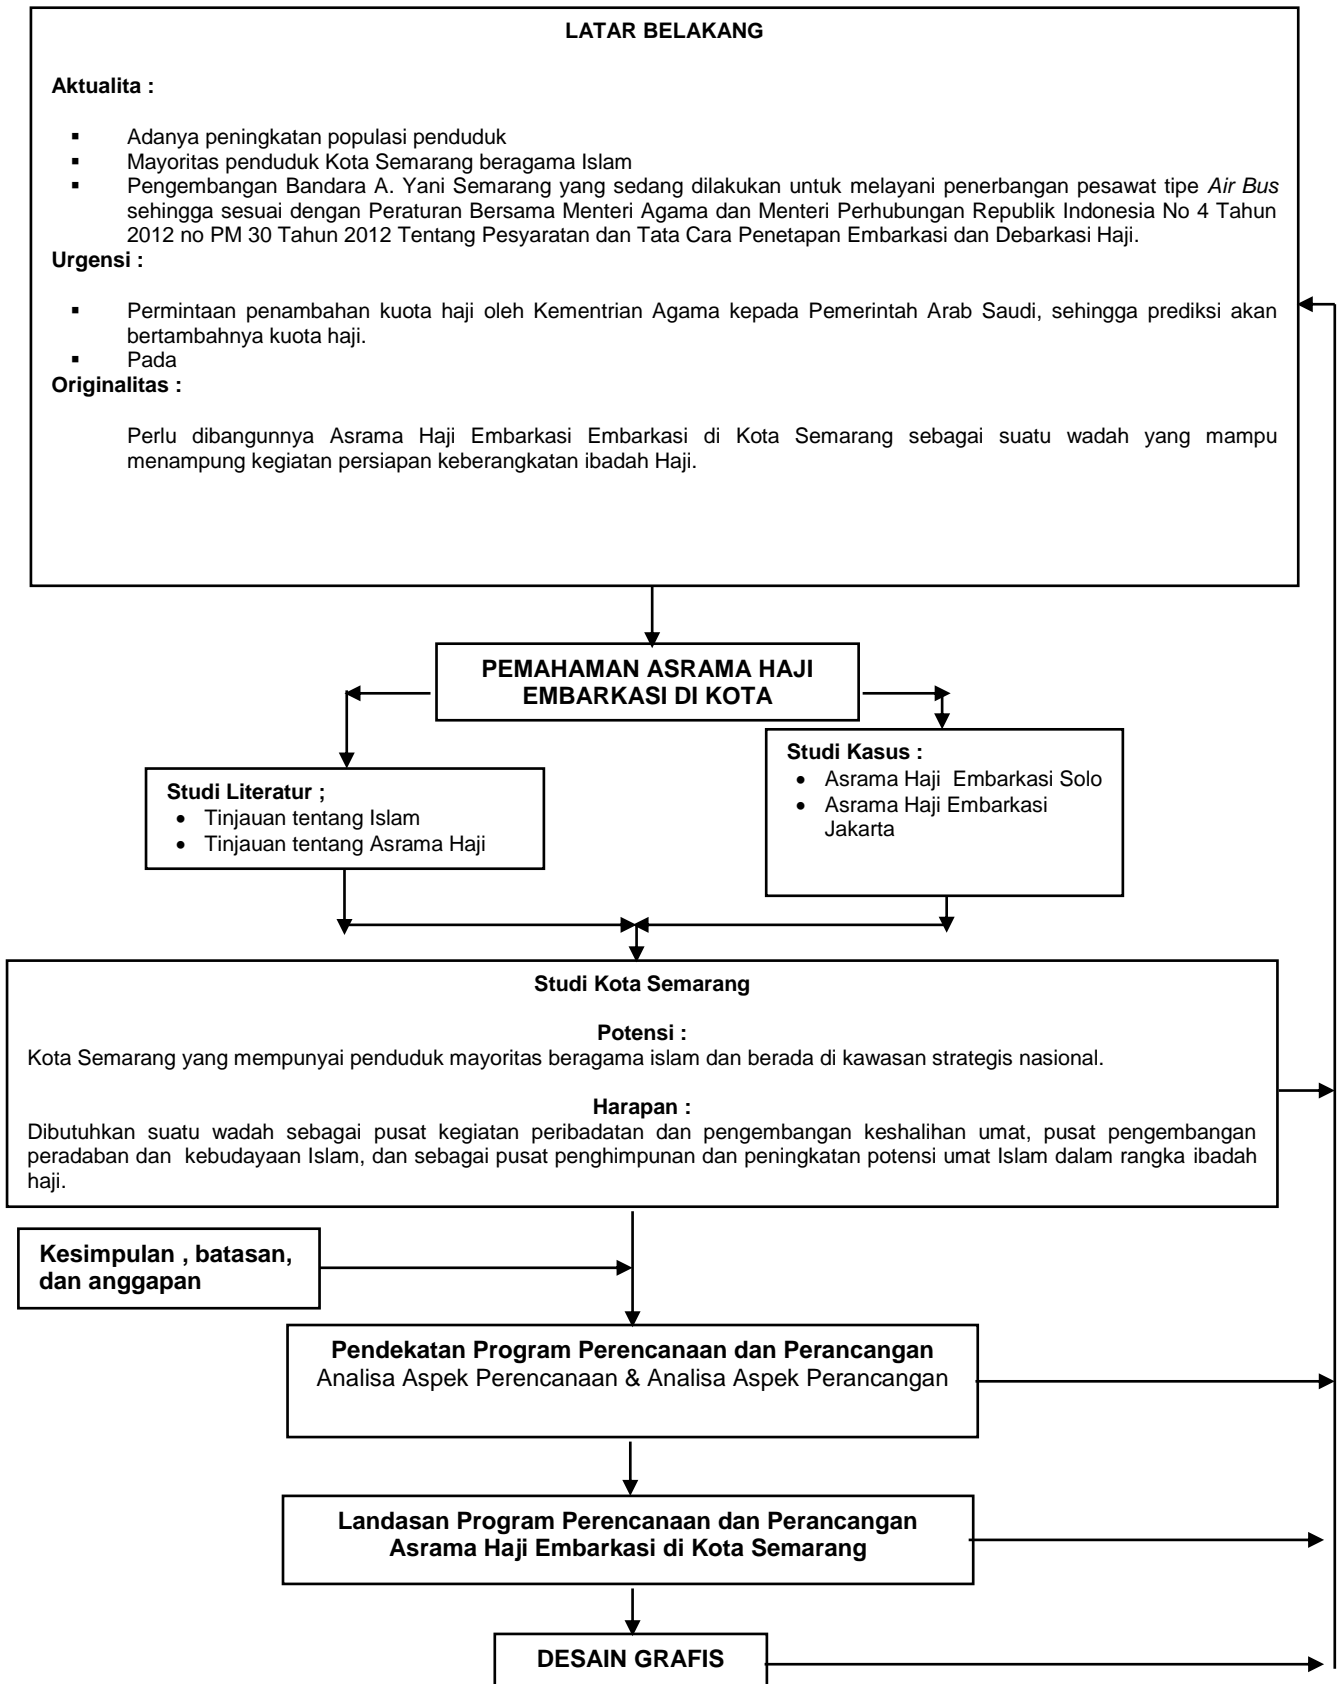 LATAR BELAKANG
Aktualita :
▪ Adanya peningkatan populasi penduduk
▪ Mayoritas penduduk Kota Semarang beragama Islam
▪ Pengembangan Bandara A. Yani Semarang yang sedang dilakukan untuk melayani penerbangan pesawat tipe Air Bus
sehingga sesuai dengan Peraturan Bersama Menteri Agama dan Menteri Perhubungan Republik Indonesia No 4 Tahun
2012 no PM 30 Tahun 2012 Tentang Pesyaratan dan Tata Cara Penetapan Embarkasi dan Debarkasi Haji.
Urgensi :
▪ Permintaan penambahan kuota haji oleh Kementrian Agama kepada Pemerintah Arab Saudi, sehingga prediksi akan
bertambahnya kuota haji.
▪ Pada
Originalitas :
Perlu dibangunnya Asrama Haji Embarkasi Embarkasi di Kota Semarang sebagai suatu wadah yang mampu
menampung kegiatan persiapan keberangkatan ibadah Haji.
PEMAHAMAN ASRAMA HAJI
EMBARKASI DI KOTA
Studi Literatur ;
• Tinjauan tentang Islam
• Tinjauan tentang Asrama Haji
Studi Kasus :
• Asrama Haji Embarkasi Solo
• Asrama Haji Embarkasi
Jakarta
Studi Kota Semarang
Potensi :
Kota Semarang yang mempunyai penduduk mayoritas beragama islam dan berada di kawasan strategis nasional.
Harapan :
Dibutuhkan suatu wadah sebagai pusat kegiatan peribadatan dan pengembangan keshalihan umat, pusat pengembangan
peradaban dan kebudayaan Islam, dan sebagai pusat penghimpunan dan peningkatan potensi umat Islam dalam rangka ibadah
haji.
Kesimpulan , batasan,
dan anggapan
Pendekatan Program Perencanaan dan Perancangan
Analisa Aspek Perencanaan & Analisa Aspek Perancangan
Landasan Program Perencanaan dan Perancangan
Asrama Haji Embarkasi di Kota Semarang
DESAIN GRAFIS